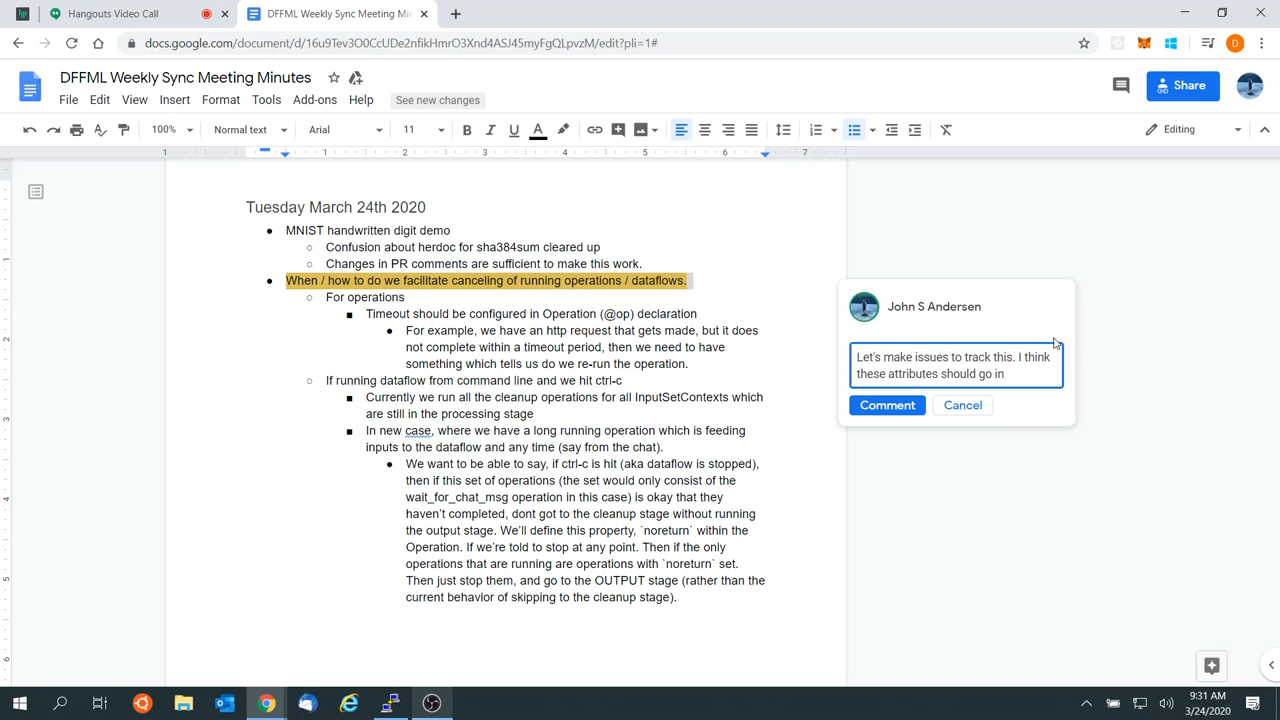 Hangouts Video Call
DFFML Weekly Sync Meeting Mi
docs.google.com/document/d/16u9Tev3O0CcUDe2nfikHmrO3Xnd4ASJ45myFgQLpvzM/edit?pli=1#
DFFML Weekly Sync Meeting Minutes
File Edit View Insert Format Tools Add-ons Help See new changes
Share
100% Normal text Arial 11 B I U A Editing
1 1 2 3 4 5 6 7
Tuesday March 24th 2020
● MNIST handwritten digit demo
○ Confusion about herdoc for sha384sum cleared up
○ Changes in PR comments are sufficient to make this work.
● When / how to do we facilitate canceling of running operations / dataflows.
○ For operations
■ Timeout should be configured in Operation (@op) declaration
● For example, we have an http request that gets made, but it does
not complete within a timeout period, then we need to have
something which tells us do we re-run the operation.
○ If running dataflow from command line and we hit ctrl-c
■ Currently we run all the cleanup operations for all InputSetContexts which
are still in the processing stage
■ In new case, where we have a long running operation which is feeding
inputs to the dataflow and any time (say from the chat).
● We want to be able to say, if ctrl-c is hit (aka dataflow is stopped),
then if this set of operations (the set would only consist of the
wait_for_chat_msg operation in this case) is okay that they
haven't completed, dont got to the cleanup stage without running
the output stage. We'll define this property, `noreturn` within the
Operation. If we're told to stop at any point. Then if the only
operations that are running are operations with `noreturn` set.
Then just stop them, and go to the OUTPUT stage (rather than the
current behavior of skipping to the cleanup stage).
John S Andersen
Let's make issues to track this. I think
these attributes should go in
Comment Cancel
1
2
3
4
5
6
D
9:31 AM
3/24/2020